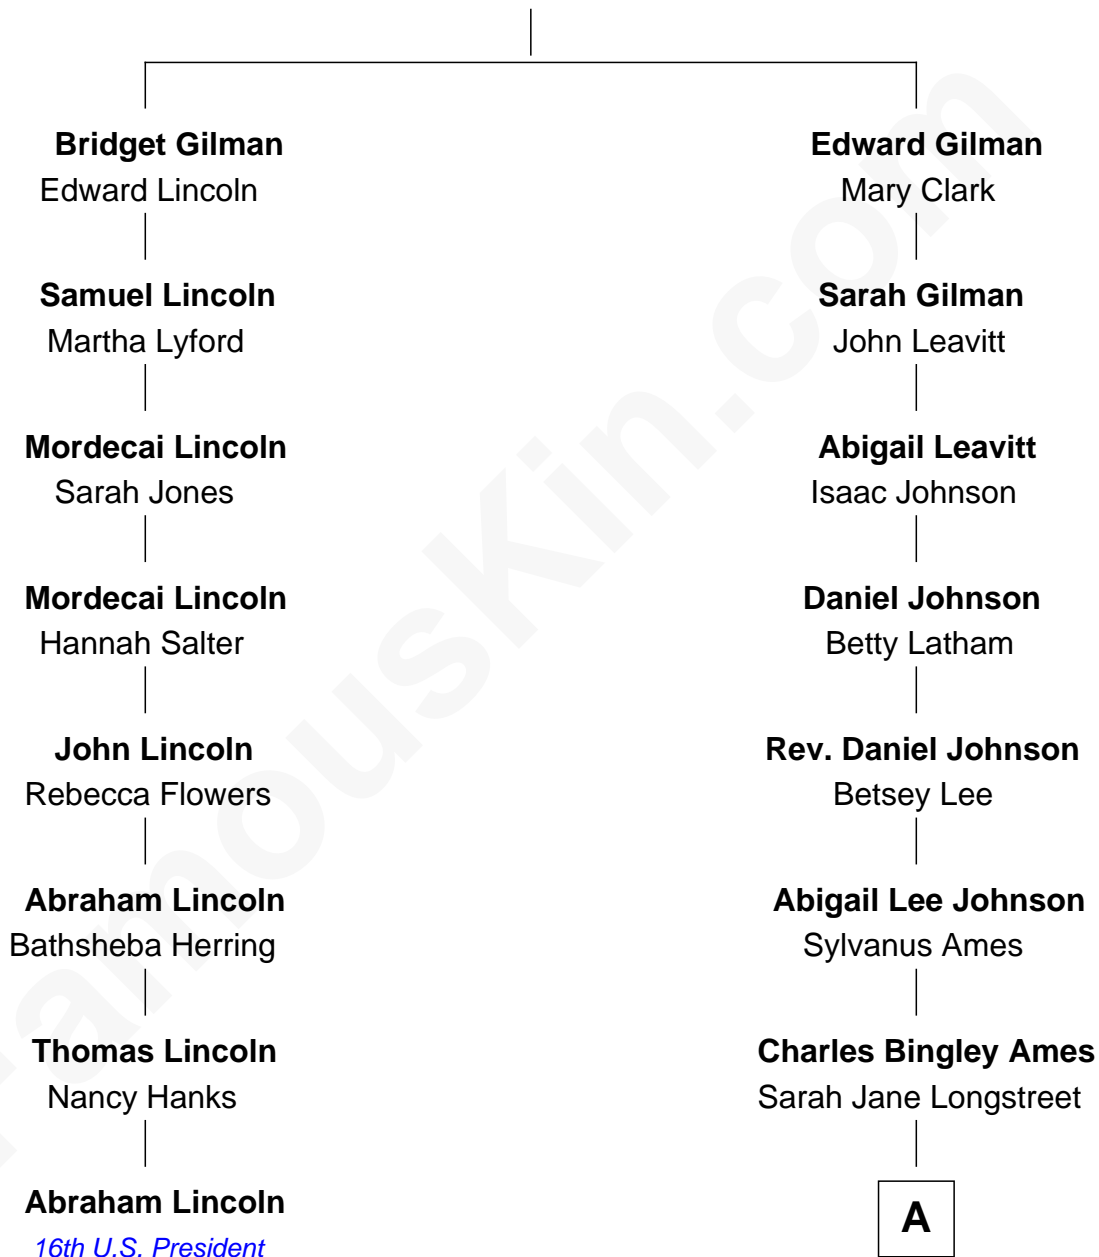 Bridget Gilman
Edward Lincoln
Edward Gilman
Mary Clark
Samuel Lincoln
Martha Lyford
Sarah Gilman
John Leavitt
Mordecai Lincoln
Sarah Jones
Abigail Leavitt
Isaac Johnson
Mordecai Lincoln
Hannah Salter
Daniel Johnson
Betty Latham
John Lincoln
Rebecca Flowers
Rev. Daniel Johnson
Betsey Lee
Abraham Lincoln
Bathsheba Herring
Abigail Lee Johnson
Sylvanus Ames
Thomas Lincoln
Nancy Hanks
Charles Bingley Ames
Sarah Jane Longstreet
Abraham Lincoln
16th U.S. President
A
FamousKin.com